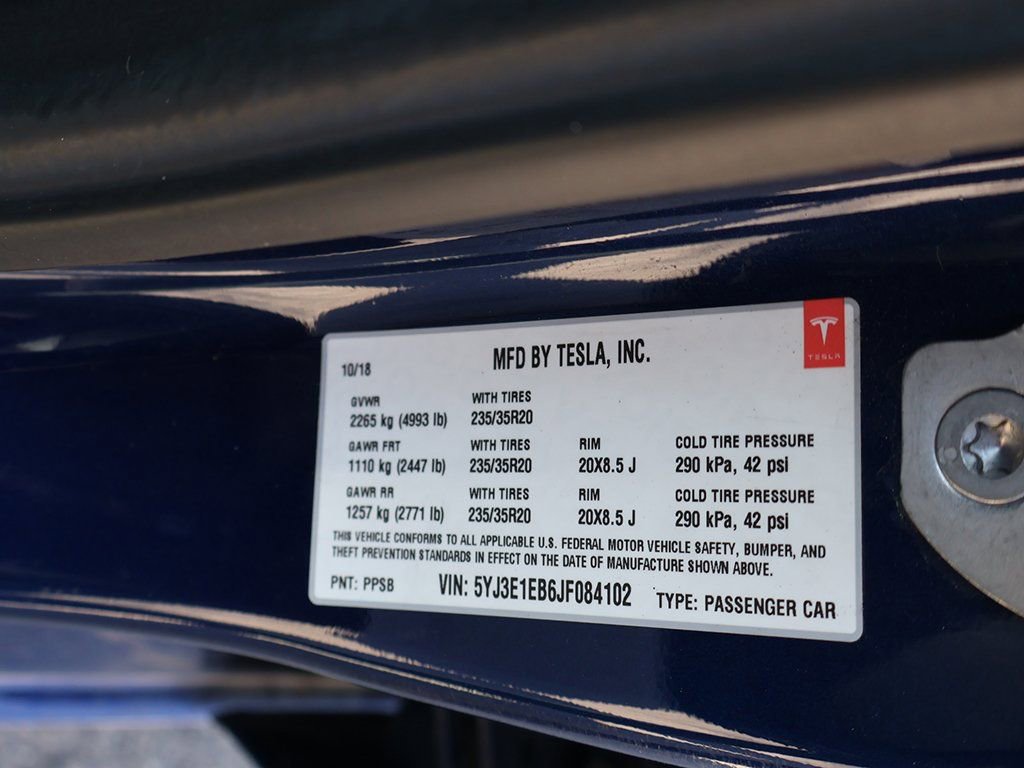 10/18
MFD BY TESLA, INC.
TESLA
GVWR WITH TIRES
2265 kg (4993 lb) 235/35R20
GAWR FRT WITH TIRES RIM COLD TIRE PRESSURE
1110 kg (2447 lb) 235/35R20 20X8.5 J 290 kPa, 42 psi
GAWR RR WITH TIRES RIM COLD TIRE PRESSURE
1257 kg (2771 lb) 235/35R20 20X8.5 J 290 kPa, 42 psi
THIS VEHICLE CONFORMS TO ALL APPLICABLE U.S. FEDERAL MOTOR VEHICLE SAFETY, BUMPER, AND
THEFT PREVENTION STANDARDS IN EFFECT ON THE DATE OF MANUFACTURE SHOWN ABOVE.
PNT: PPSB VIN: 5YJ3E1EB6JF084102 TYPE: PASSENGER CAR